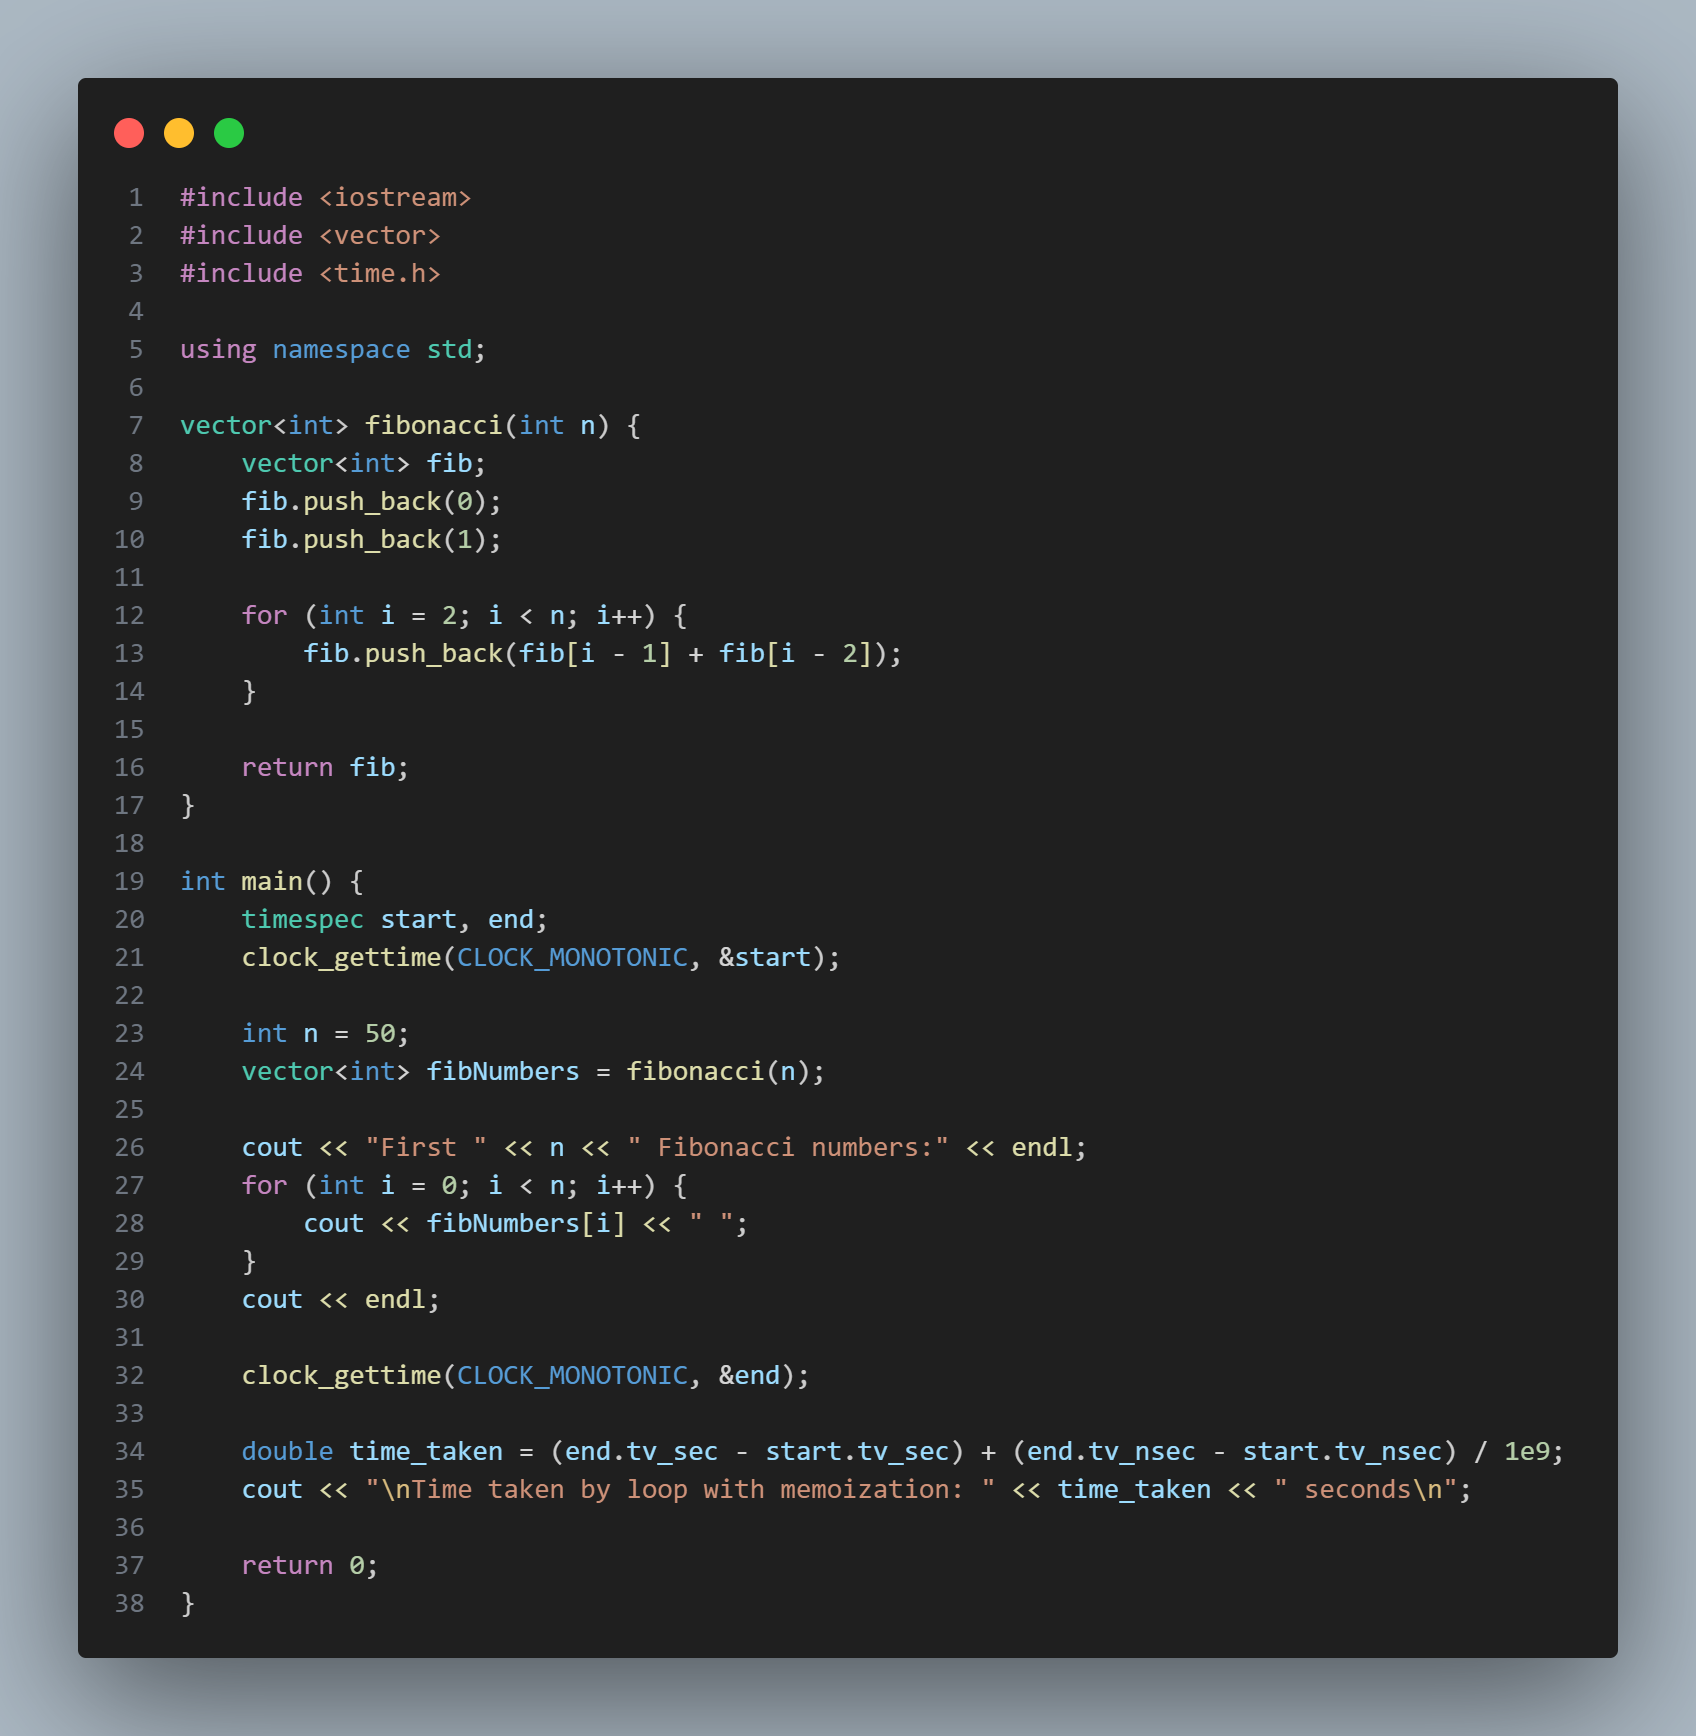 1 #include <iostream>
2 #include <vector>
3 #include <time.h>
4
5 using namespace std;
6
7 vector<int> fibonacci(int n) {
8     vector<int> fib;
9     fib.push_back(0);
10     fib.push_back(1);
11
12     for (int i = 2; i < n; i++) {
13         fib.push_back(fib[i - 1] + fib[i - 2]);
14     }
15
16     return fib;
17 }
18
19 int main() {
20     timespec start, end;
21     clock_gettime(CLOCK_MONOTONIC, &start);
22
23     int n = 50;
24     vector<int> fibNumbers = fibonacci(n);
25
26     cout << "First " << n << " Fibonacci numbers:" << endl;
27     for (int i = 0; i < n; i++) {
28         cout << fibNumbers[i] << " ";
29     }
30     cout << endl;
31
32     clock_gettime(CLOCK_MONOTONIC, &end);
33
34     double time_taken = (end.tv_sec - start.tv_sec) + (end.tv_nsec - start.tv_nsec) / 1e9;
35     cout << "\nTime taken by loop with memoization: " << time_taken << " seconds\n";
36
37     return 0;
38 }